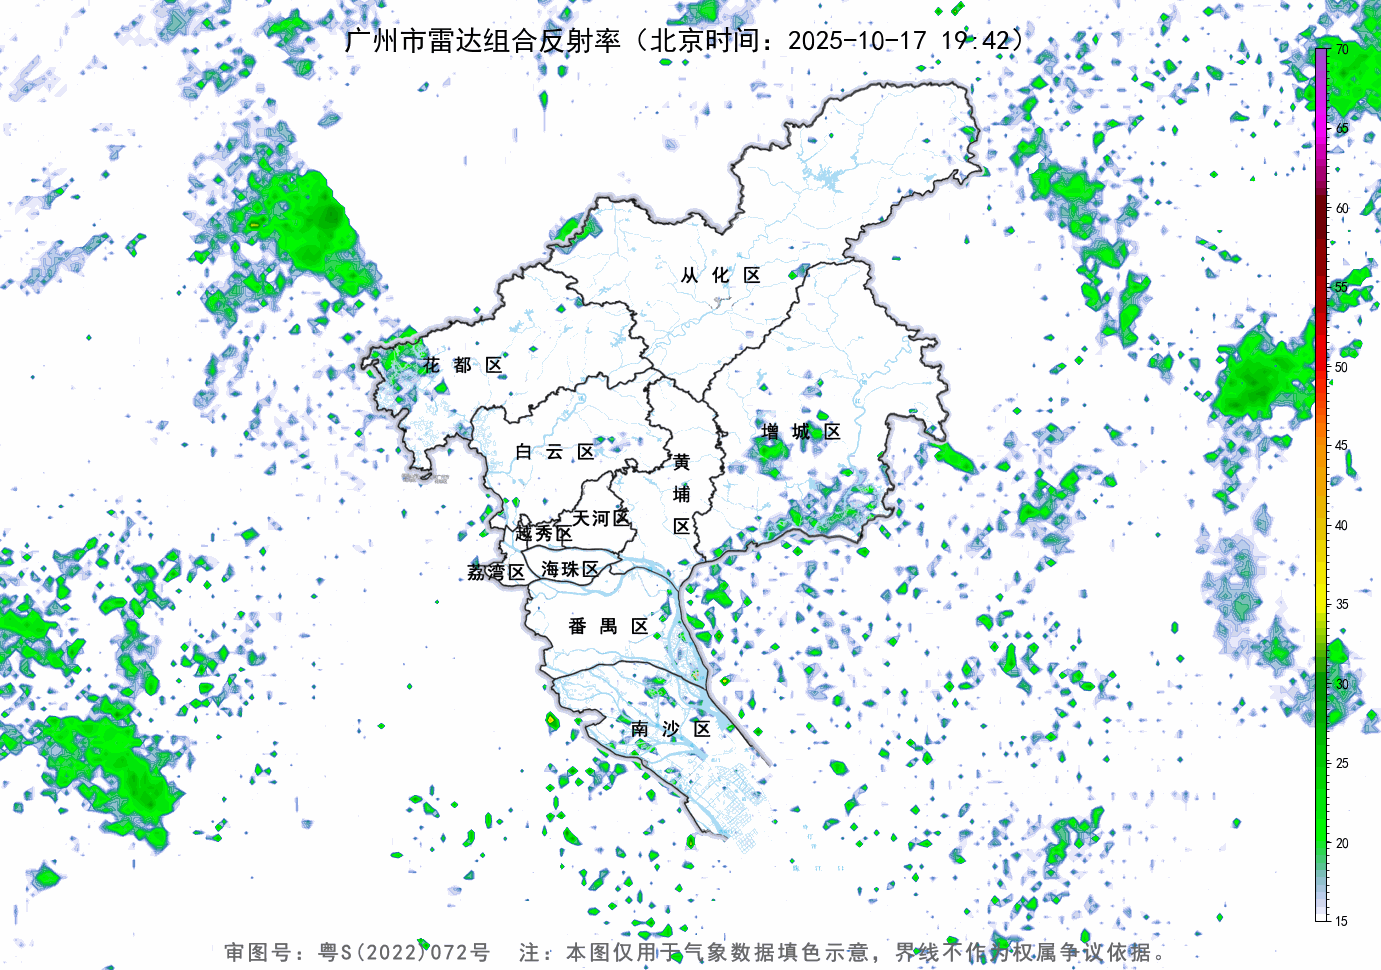 广州市雷达组合反射率（北京时间：2025-10-17 19:42）
70
65
60
55
50
45
40
35
30
25
20
15
从化区
花都区
增城区
白云区
黄埔区
天河区
越秀区
荔湾区
海珠区
番禺区
南沙区
审图号：粤S(2022)072号 注：本图仅用于气象数据填色示意，界线不作为权属争议依据。